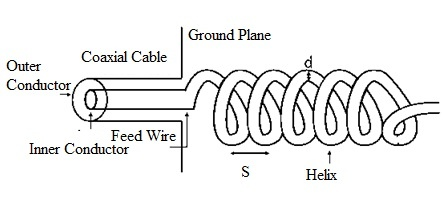 Ground Plane
Coaxial Cable
Outer
Conductor
d
Feed Wire
Inner Conductor
S
Helix